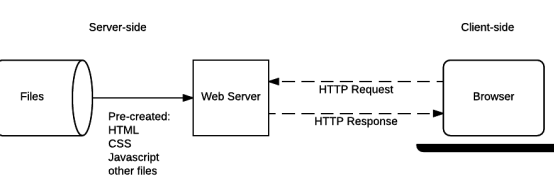 Server-side
Client-side
Files
Web Server
HTTP Request
Browser
HTTP Response
Pre-created:
HTML
CSS
Javascript
other files